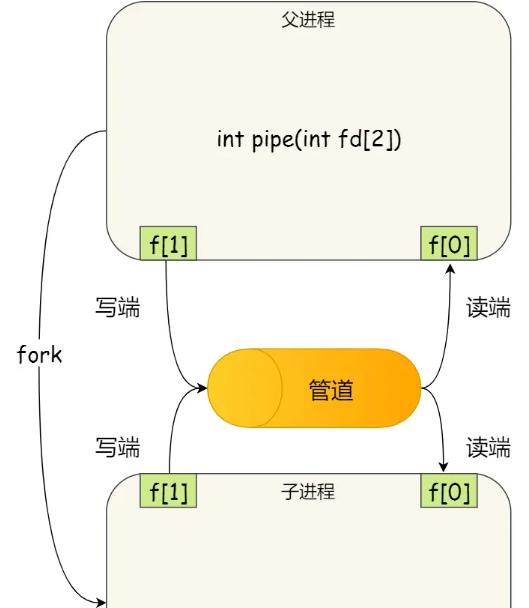 父进程
int pipe(int fd[2])
f[1]
f[0]
写端
读端
fork
管道
写端
读端
f[1]
子进程
f[0]